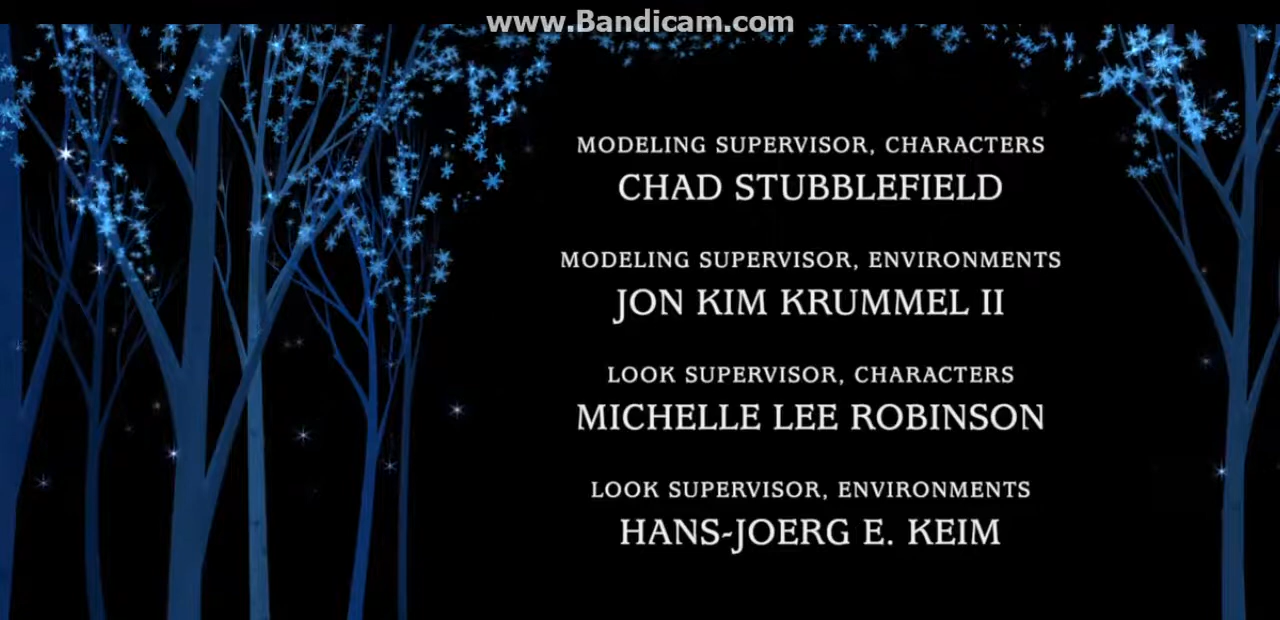 www.Bandicam.com
MODELING SUPERVISOR, CHARACTERS
CHAD STUBBLEFIELD
MODELING SUPERVISOR, ENVIRONMENTS
JON KIM KRUMMEL II
LOOK SUPERVISOR, CHARACTERS
MICHELLE LEE ROBINSON
LOOK SUPERVISOR, ENVIRONMENTS
HANS-JOERG E. KEIM